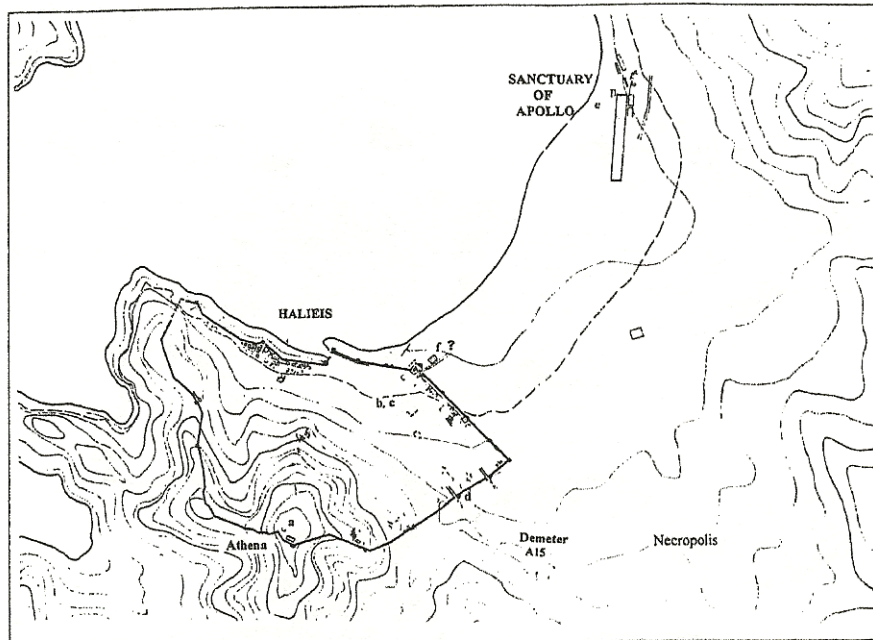 SANCTUARY
OF
APOLLO
HALIEIS
f ?
b, c
c
d
a
Athena
Demeter
A15
Necropolis